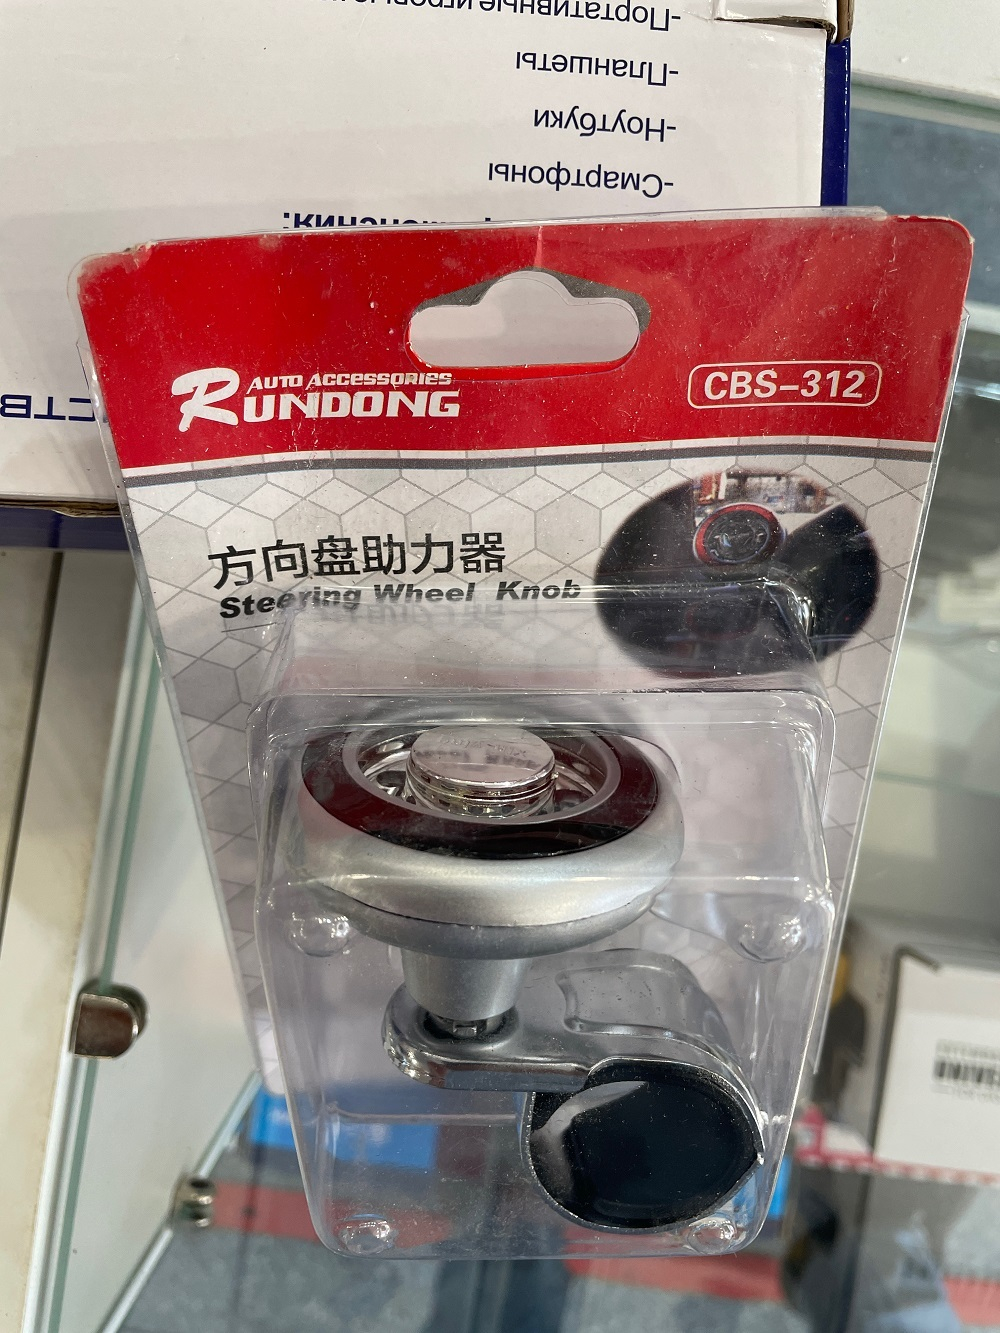 -Планшеты
-Ноутбуки
-Смартфоны
AUTO ACCESSORIES
RUNDONG
CBS-312
方向盘助力器
Steering Wheel Knob